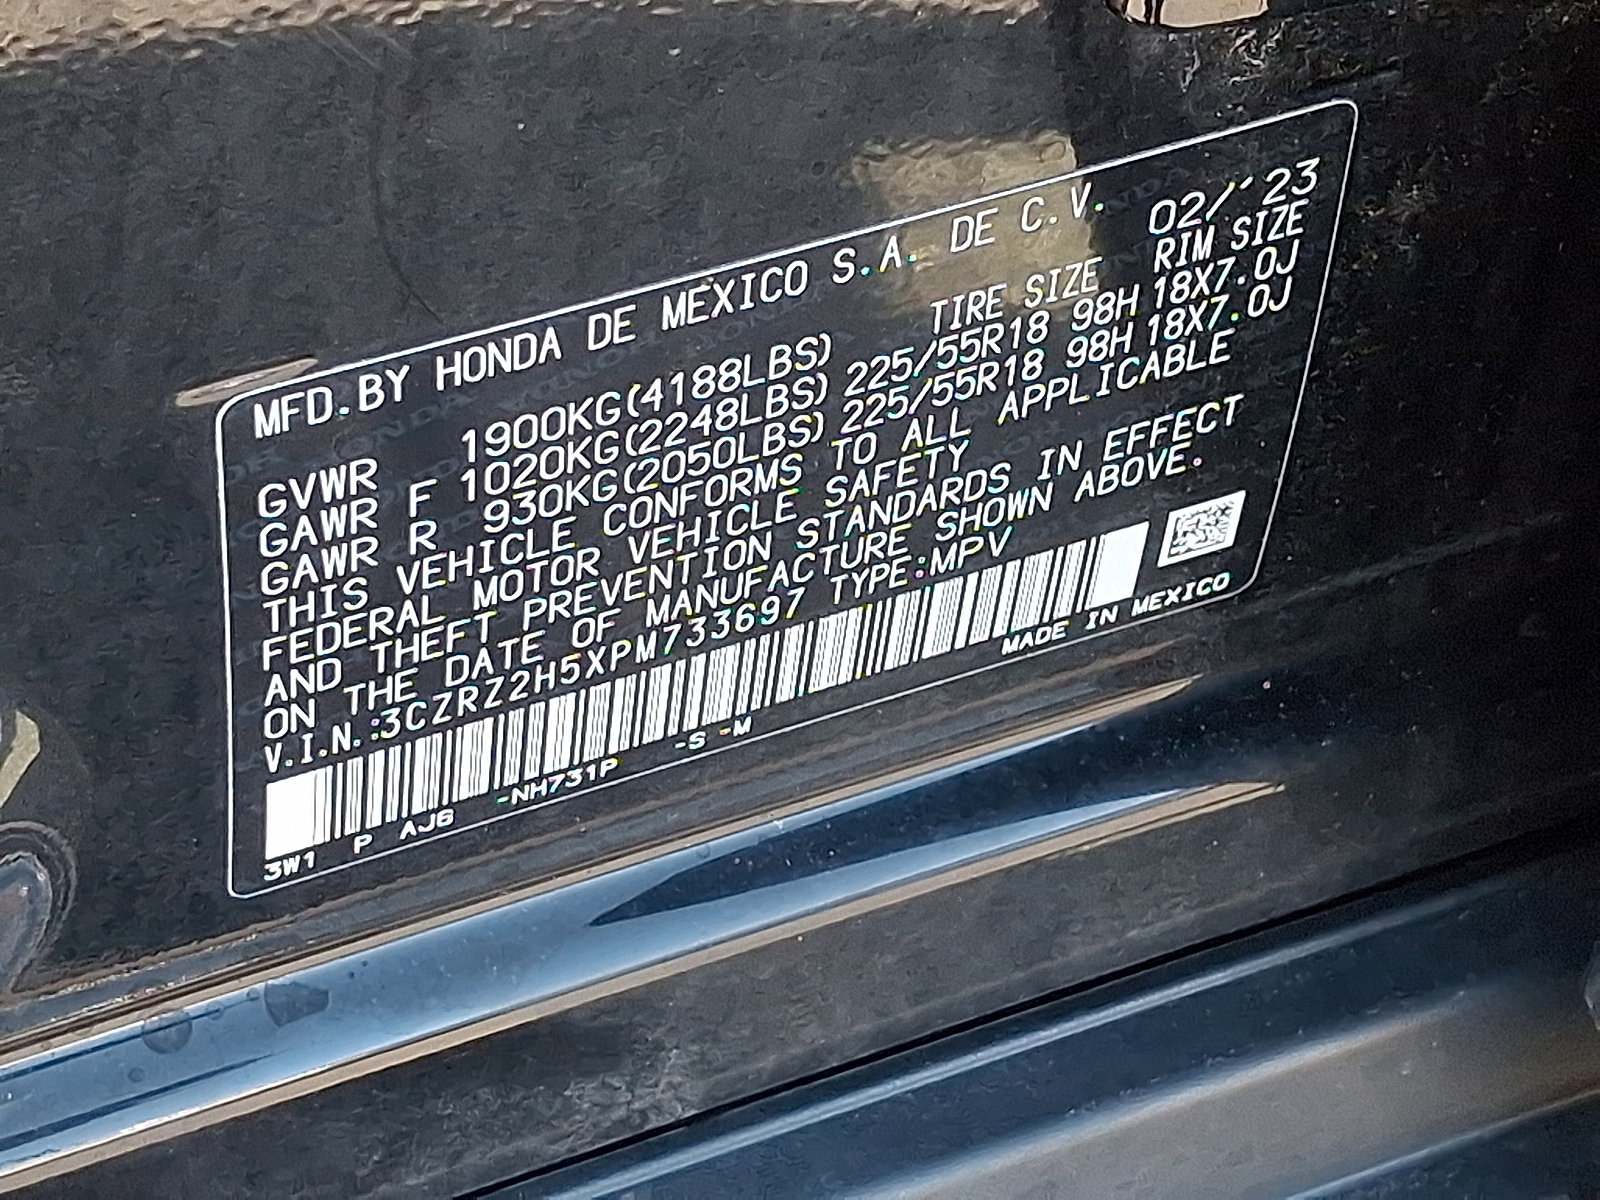 MFD.BY HONDA DE MEXICO S.A. DE C.V. 02/'23
TIRE SIZE RIM SIZE
GVWR 1900KG(4188LBS)
GAWR F 1020KG(2248LBS) 225/55R18 98H 18X7.0J
GAWR R 930KG(2050LBS) 225/55R18 98H 18X7.0J
THIS VEHICLE CONFORMS TO ALL APPLICABLE
FEDERAL MOTOR VEHICLE SAFETY
AND THEFT PREVENTION STANDARDS IN EFFECT
ON THE DATE OF MANUFACTURE SHOWN ABOVE.
V.I.N.:3CZRZ2H5XPM733697 TYPE:MPV
MADE IN MEXICO
3W1 P AJ6 -NH731P -S -M